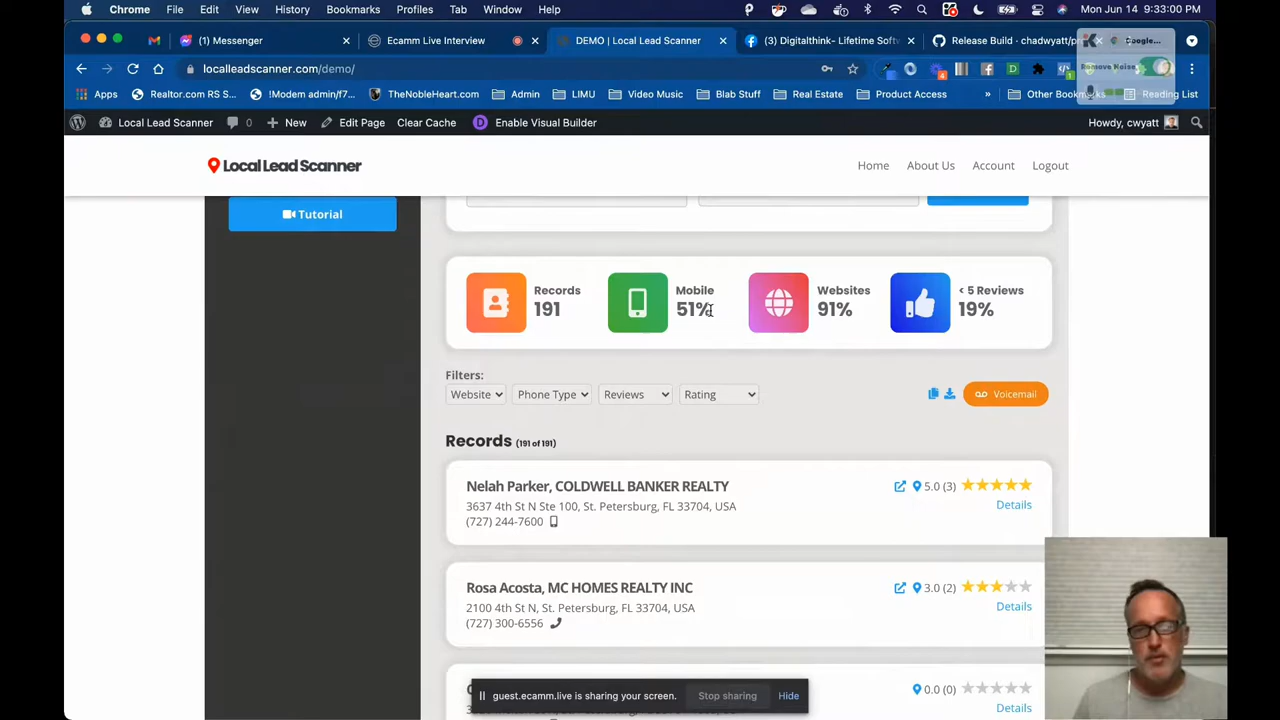 Chrome File Edit View History Bookmarks Profiles Tab Window Help Mon Jun 14 9:33:00 PM
(1) Messenger Ecamm Live Interview DEMO | Local Lead Scanner (3) Digitalthink- Lifetime Softw Release Build · chadwyatt/pr Google...
localleadscanner.com/demo/ Remove Noise
Apps Realtor.com RS S... !Modem admin/f7... TheNobleHeart.com Admin LIMU Video Music Blab Stuff Real Estate Product Access » Other Bookmarks Reading List
Local Lead Scanner 0 New Edit Page Clear Cache Enable Visual Builder Howdy, cwyatt
Local Lead Scanner Home About Us Account Logout
Tutorial
Records Mobile Websites < 5 Reviews
191 51% 91% 19%
Filters:
Website Phone Type Reviews Rating Voicemail
Records (191 of 191)
Nelah Parker, COLDWELL BANKER REALTY 5.0 (3)
3637 4th St N Ste 100, St. Petersburg, FL 33704, USA Details
(727) 244-7600
Rosa Acosta, MC HOMES REALTY INC 3.0 (2)
2100 4th St N, St. Petersburg, FL 33704, USA Details
(727) 300-6556
0.0 (0)
guest.ecamm.live is sharing your screen. Stop sharing Hide
Details